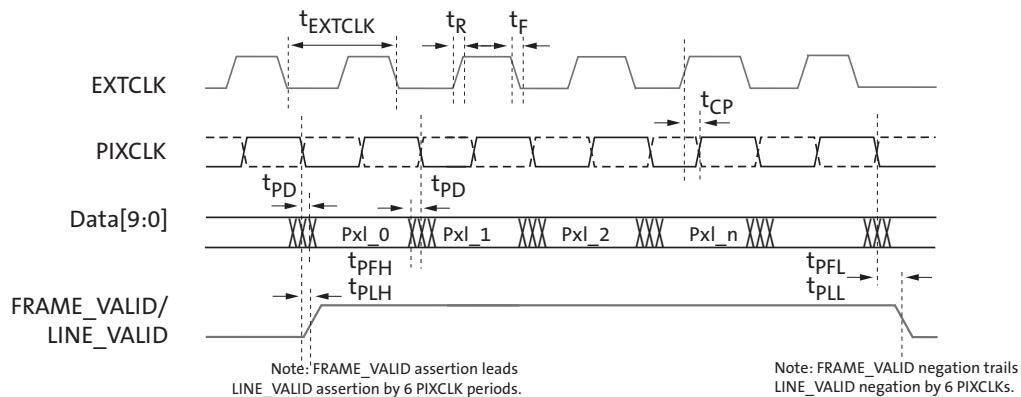 tEXTCLK
tR
tF
EXTCLK
tCP
PIXCLK
tPD
tPD
Data[9:0]
Pxl_0
Pxl_1
Pxl_2
Pxl_n
tPFH
tPLH
tPFL
tPLL
FRAME_VALID/
LINE_VALID
Note: FRAME_VALID assertion leads
LINE_VALID assertion by 6 PIXCLK periods.
Note: FRAME_VALID negation trails
LINE_VALID negation by 6 PIXCLKs.